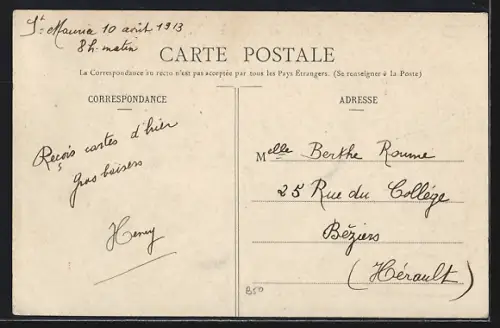 St Maurice 10 août 1913
8h. matin
CARTE POSTALE
La Correspondance au recto n'est pas acceptée par tous les Pays Étrangers. (Se renseigner à la Poste)
CORRESPONDANCE
Reçois cartes d'hier
gros baisers
Henry
ADRESSE
Melle Berthe Roume
25 Rue du Collège
Béziers
(Hérault)
B50